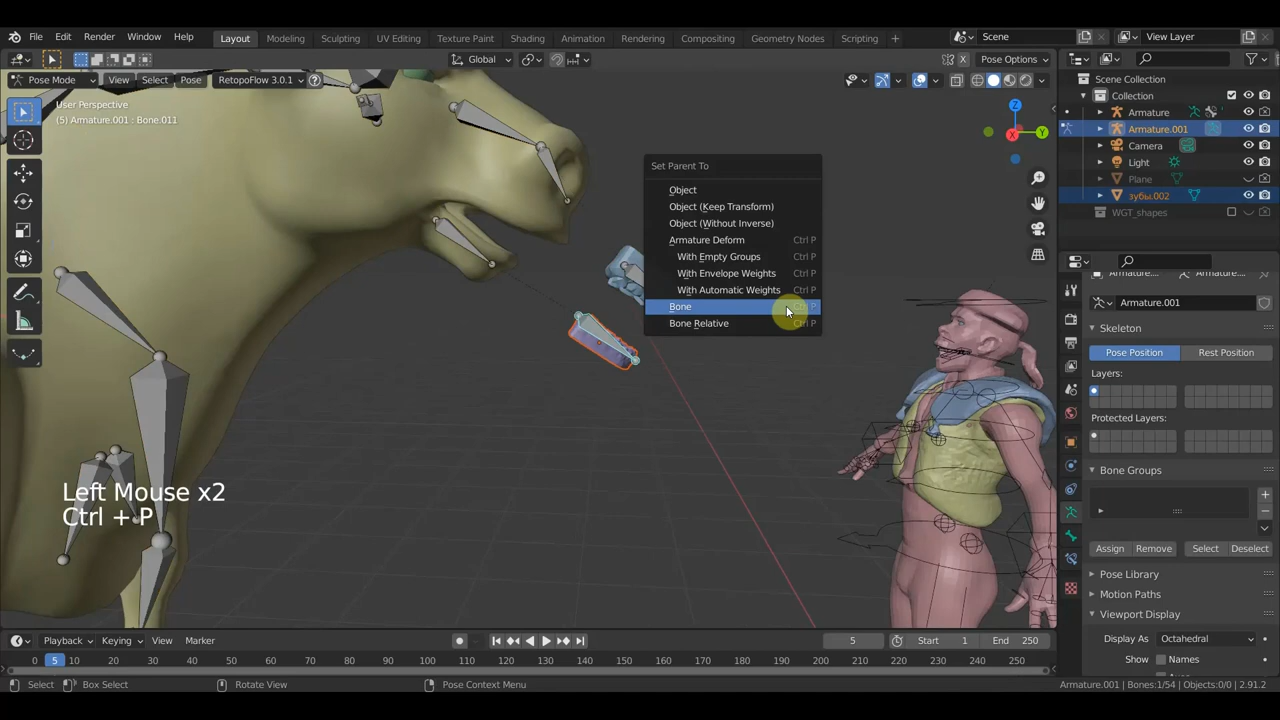 File Edit Render Window Help Layout Modeling Sculpting UV Editing Texture Paint Shading Animation Rendering Compositing Geometry Nodes Scripting + Scene View Layer
Global Pose Options
Pose Mode View Select Pose RetopoFlow 3.0.1
Scene Collection
User Perspective
(5) Armature.001 : Bone.011
Collection
Armature
Armature.001
Camera
Light
Plane
зубы.002
WGT_shapes
Z
Y
X
Set Parent To
Object
Object (Keep Transform)
Object (Without Inverse)
Armature Deform Ctrl P
With Empty Groups Ctrl P
With Envelope Weights Ctrl P
With Automatic Weights Ctrl P
Bone Ctrl P
Bone Relative Ctrl P
Armature.001
Skeleton
Pose Position Rest Position
Layers:
Protected Layers:
Bone Groups
Assign Remove Select Deselect
Pose Library
Motion Paths
Viewport Display
Display As Octahedral
Show Names
Left Mouse x2
Ctrl + P
Playback Keying View Marker 5 Start 1 End 250
0 5 10 20 30 40 50 60 70 80 90 100 110 120 130 140 150 160 170 180 190 200 210 220 230 240 250
Select Box Select Rotate View Pose Context Menu Armature.001 | Bones:1/54 | Objects:0/0 | 2.91.2